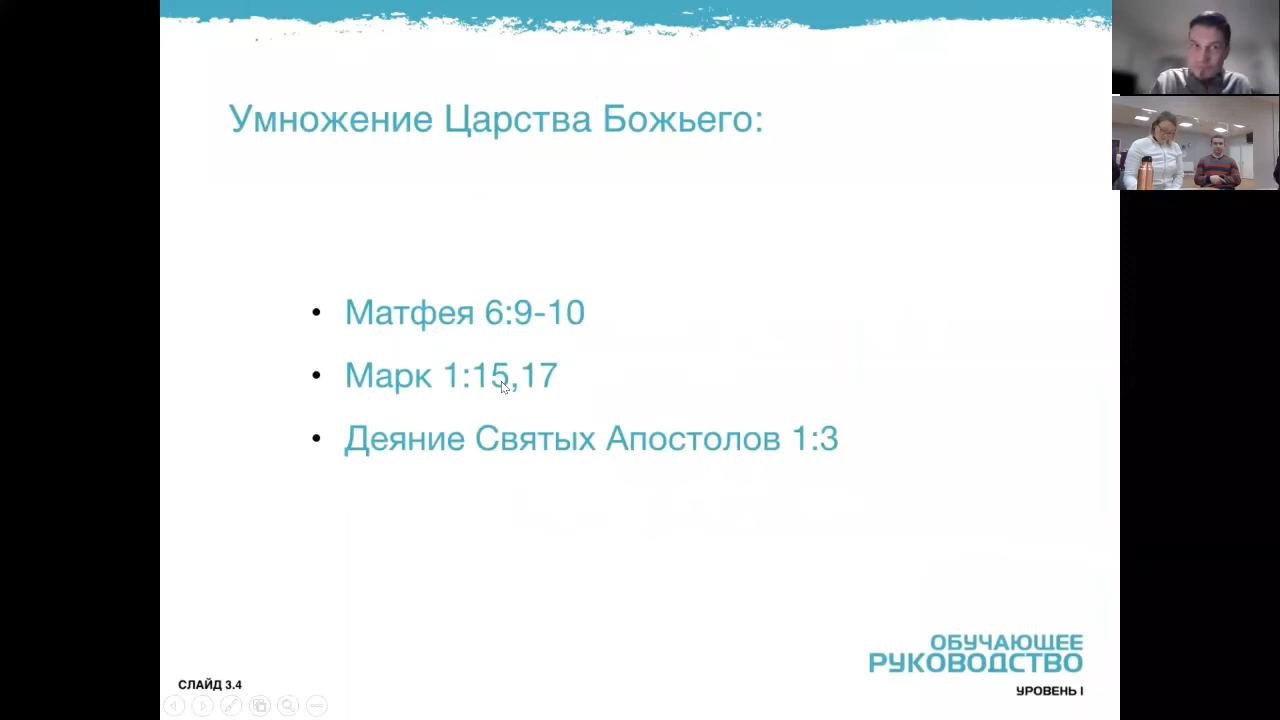 Умножение Царства Божьего:
• Матфея 6:9-10
• Марк 1:15,17
• Деяние Святых Апостолов 1:3
ОБУЧАЮЩЕЕ
РУКОВОДСТВО
УРОВЕНЬ I
СЛАЙД 3.4